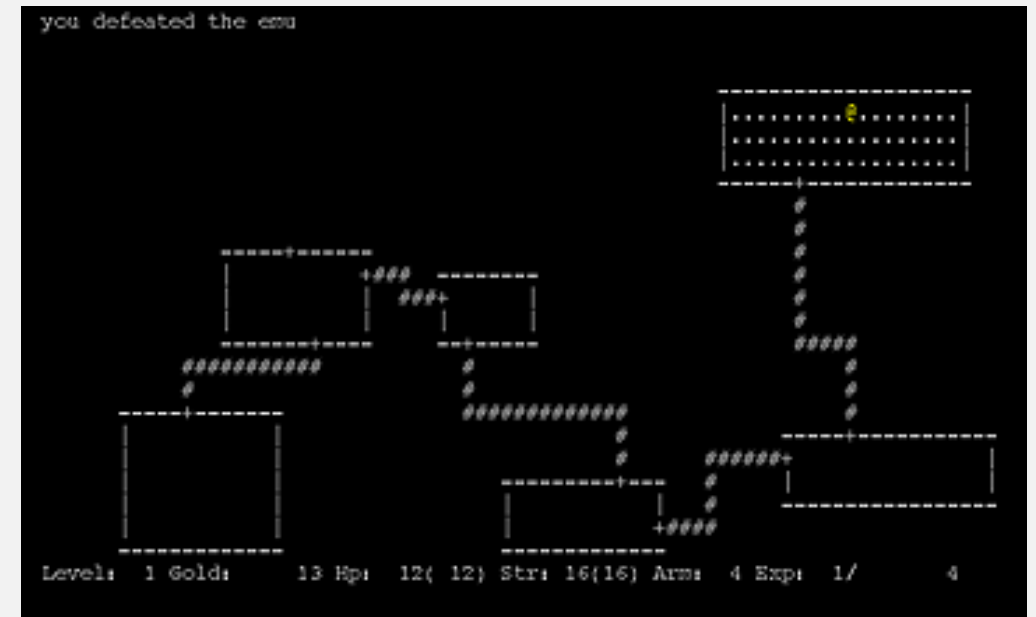 you defeated the emu
Level: 1 Gold: 13 Hp: 12( 12) Str: 16(16) Arm: 4 Exp: 1/ 4